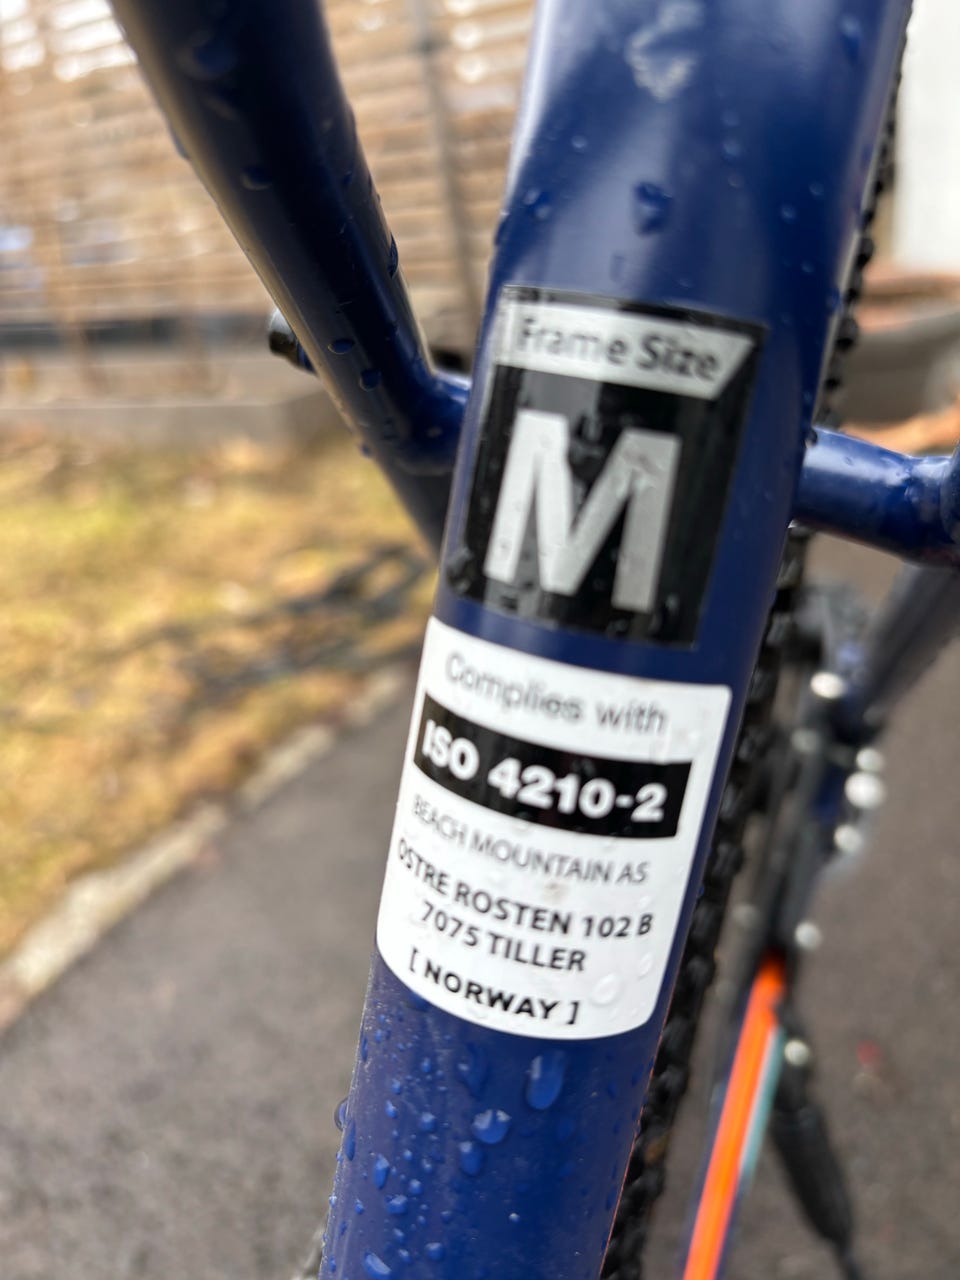 Frame Size
M
Complies with
ISO 4210-2
BEACH MOUNTAIN AS
OSTRE ROSTEN 102 B
7075 TILLER
[ NORWAY ]